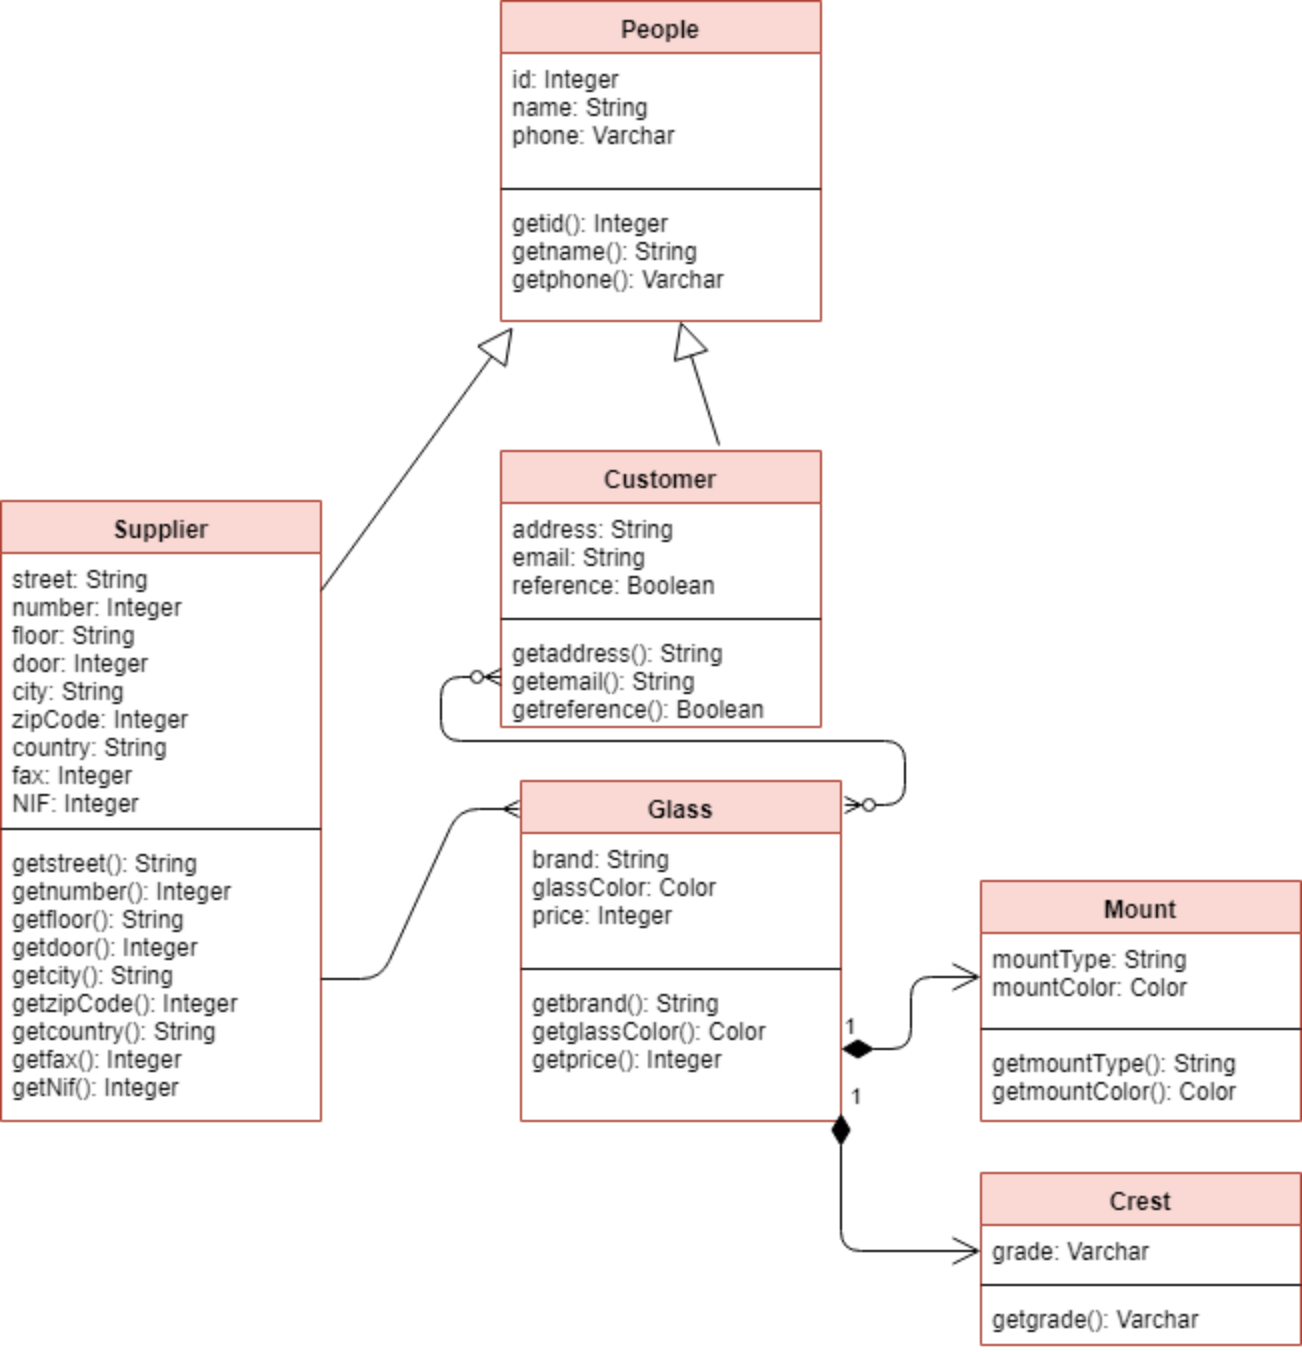 People
id: Integer
name: String
phone: Varchar
getid(): Integer
getname(): String
getphone(): Varchar
Customer
address: String
email: String
reference: Boolean
getaddress(): String
getemail(): String
getreference(): Boolean
Supplier
street: String
number: Integer
floor: String
door: Integer
city: String
zipCode: Integer
country: String
fax: Integer
NIF: Integer
getstreet(): String
getnumber(): Integer
getfloor(): String
getdoor(): Integer
getcity(): String
getzipCode(): Integer
getcountry(): String
getfax(): Integer
getNif(): Integer
Glass
brand: String
glassColor: Color
price: Integer
getbrand(): String
getglassColor(): Color
getprice(): Integer
1
1
Mount
mountType: String
mountColor: Color
getmountType(): String
getmountColor(): Color
Crest
grade: Varchar
getgrade(): Varchar